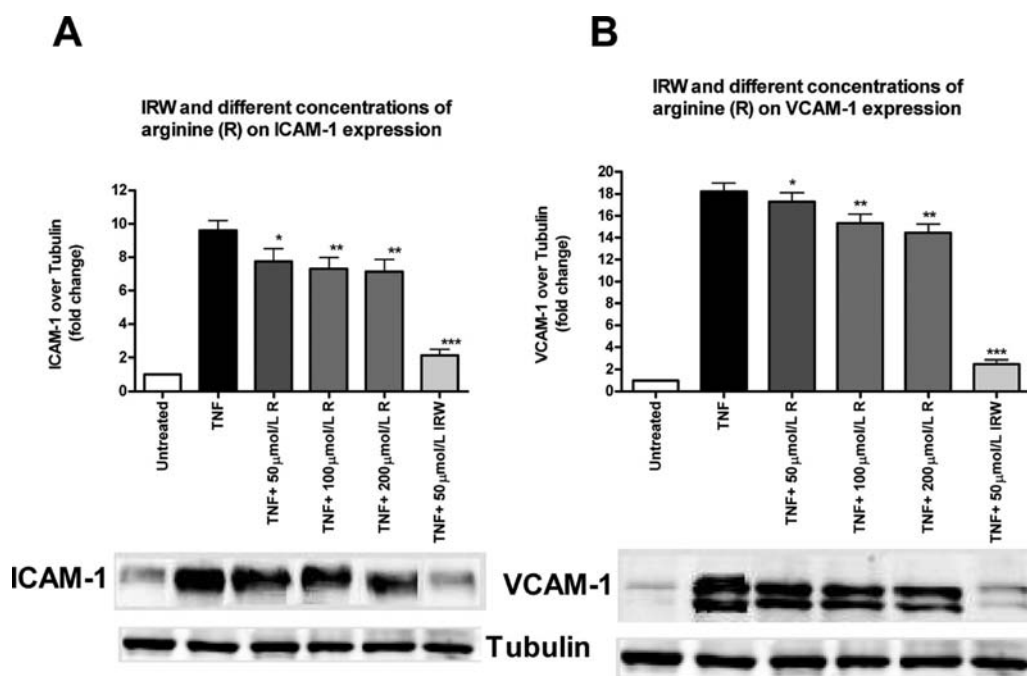 A
IRW and different concentrations of
arginine (R) on ICAM-1 expression
ICAM-1 over Tubulin
(fold change)
12
10
8
6
4
2
0
Untreated
TNF
TNF+ 50μmol/L R
TNF+ 100μmol/L R
TNF+ 200μmol/L R
TNF+ 50μmol/L IRW
*
**
**
***
ICAM-1
Tubulin
B
IRW and different concentrations of
arginine (R) on VCAM-1 expression
VCAM-1 over Tubulin
(fold change)
20
18
16
14
12
10
8
6
4
2
0
Untreated
TNF
TNF+ 50μmol/L R
TNF+ 100μmol/L R
TNF+ 200μmol/L R
TNF+ 50μmol/L IRW
*
**
**
***
VCAM-1